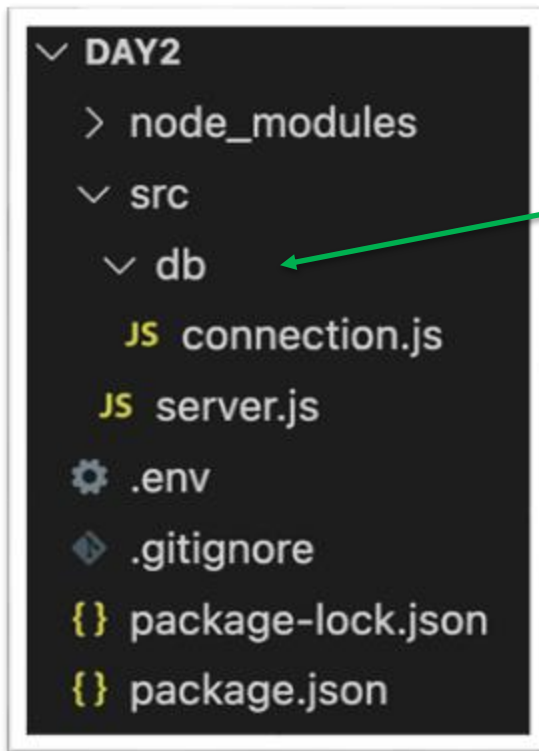 DAY2
node_modules
src
db
JS connection.js
JS server.js
.env
.gitignore
{} package-lock.json
{} package.json